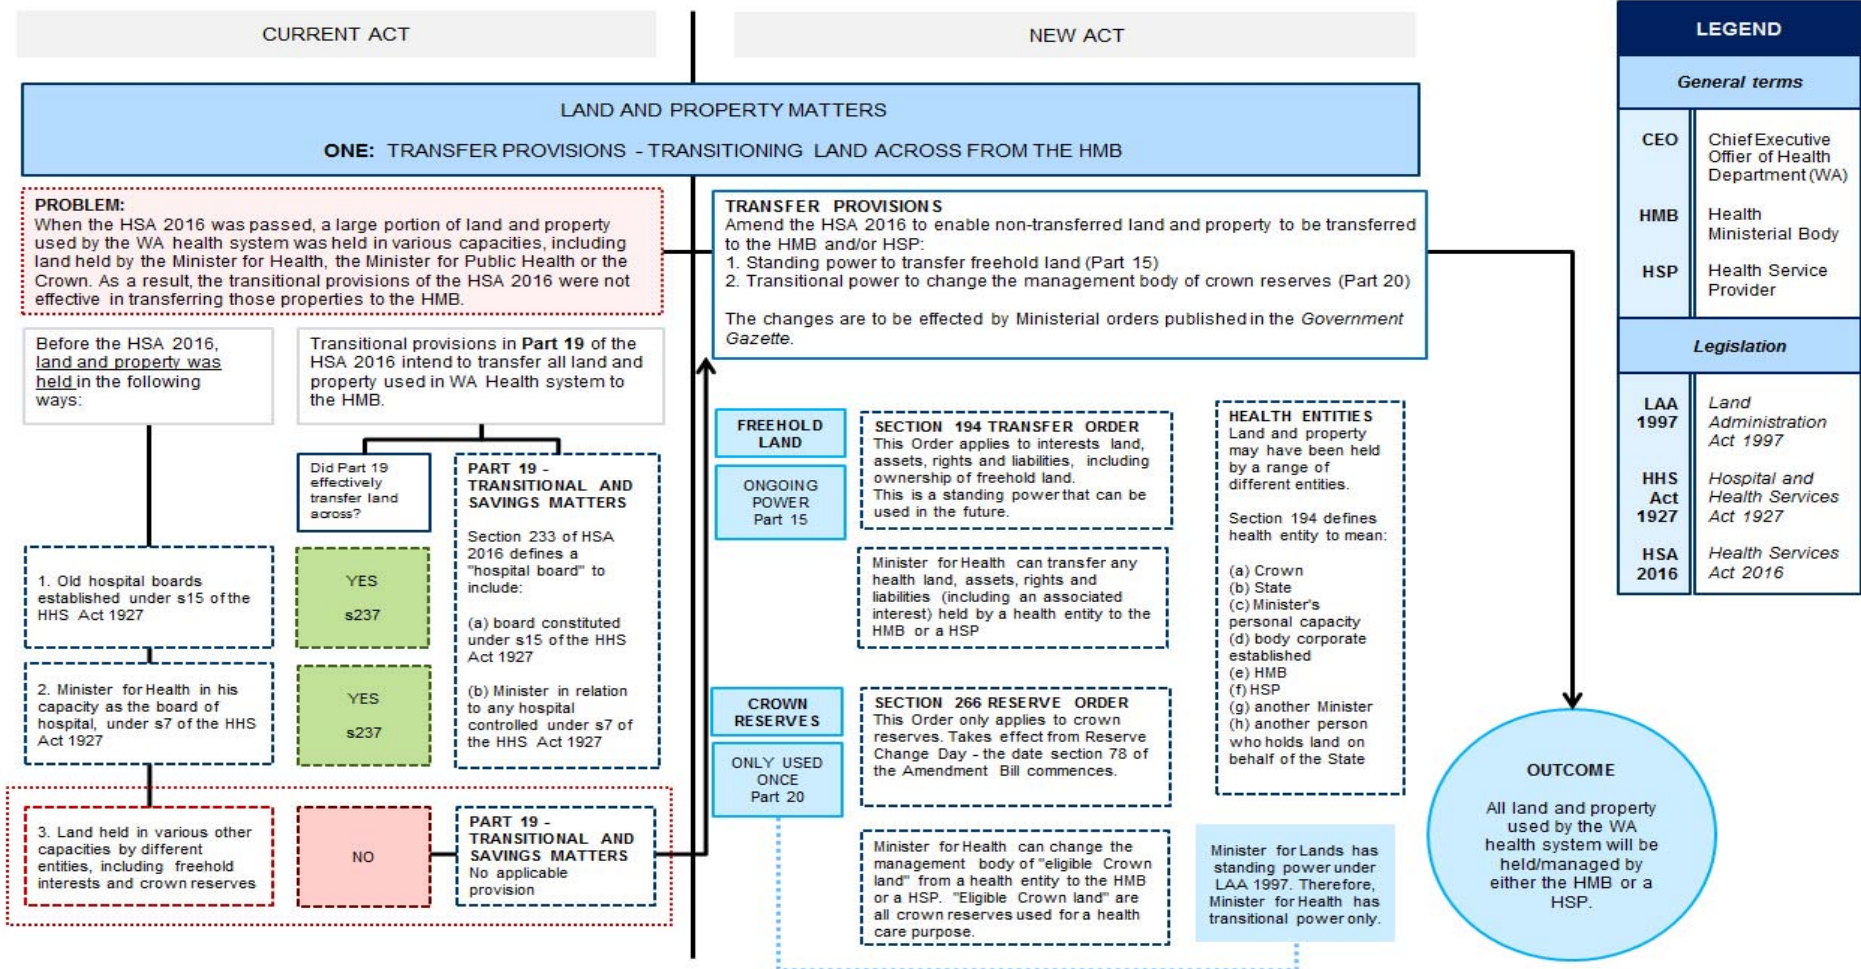 CURRENT ACT
NEW ACT
LAND AND PROPERTY MATTERS
ONE: TRANSFER PROVISIONS - TRANSITIONING LAND ACROSS FROM THE HMB
PROBLEM:
When the HSA 2016 was passed, a large portion of land and property
used by the WA health system was held in various capacities, including
land held by the Minister for Health, the Minister for Public Health or the
Crown. As a result, the transitional provisions of the HSA 2016 were not
effective in transferring those properties to the HMB.
Before the HSA 2016,
land and property was
held in the following
ways:
Transitional provisions in Part 19 of the
HSA 2016 intend to transfer all land and
property used in WA Health system to
the HMB.
Did Part 19
effectively
transfer land
across?
PART 19 -
TRANSITIONAL AND
SAVINGS MATTERS
Section 233 of HSA
2016 defines a
"hospital board" to
include:
(a) board constituted
under s15 of the HHS
Act 1927
(b) Minister in relation
to any hospital
controlled under s7 of
the HHS Act 1927
1. Old hospital boards
established under s15 of the
HHS Act 1927
YES
s237
2. Minister for Health in his
capacity as the board of
hospital, under s7 of the HHS
Act 1927
YES
s237
3. Land held in various other
capacities by different
entities, including freehold
interests and crown reserves
NO
PART 19 -
TRANSITIONAL AND
SAVINGS MATTERS
No applicable
provision
TRANSFER PROVISIONS
Amend the HSA 2016 to enable non-transferred land and property to be transferred
to the HMB and/or HSP:
1. Standing power to transfer freehold land (Part 15)
2. Transitional power to change the management body of crown reserves (Part 20)
The changes are to be effected by Ministerial orders published in the Government
Gazette.
FREEHOLD
LAND
ONGOING
POWER
Part 15
SECTION 194 TRANSFER ORDER
This Order applies to interests land,
assets, rights and liabilities, including
ownership of freehold land.
This is a standing power that can be
used in the future.
Minister for Health can transfer any
health land, assets, rights and
liabilities (including an associated
interest) held by a health entity to the
HMB or a HSP
CROWN
RESERVES
ONLY USED
ONCE
Part 20
SECTION 266 RESERVE ORDER
This Order only applies to crown
reserves. Takes effect from Reserve
Change Day - the date section 78 of
the Amendment Bill commences.
Minister for Health can change the
management body of "eligible Crown
land" from a health entity to the HMB
or a HSP. "Eligible Crown land" are
all crown reserves used for a health
care purpose.
HEALTH ENTITIES
Land and property
may have been held
by a range of
different entities.
Section 194 defines
health entity to mean:
(a) Crown
(b) State
(c) Minister's
personal capacity
(d) body corporate
established
(e) HMB
(f) HSP
(g) another Minister
(h) another person
who holds land on
behalf of the State
Minister for Lands has
standing power under
LAA 1997. Therefore,
Minister for Health has
transitional power only.
OUTCOME
All land and property
used by the WA
health system will be
held/managed by
either the HMB or a
HSP.
LEGEND
General terms
CEO
Chief Executive
Offier of Health
Department (WA)
HMB
Health
Ministerial Body
HSP
Health Service
Provider
Legislation
LAA
1997
Land
Administration
Act 1997
HHS
Act
1927
Hospital and
Health Services
Act 1927
HSA
2016
Health Services
Act 2016